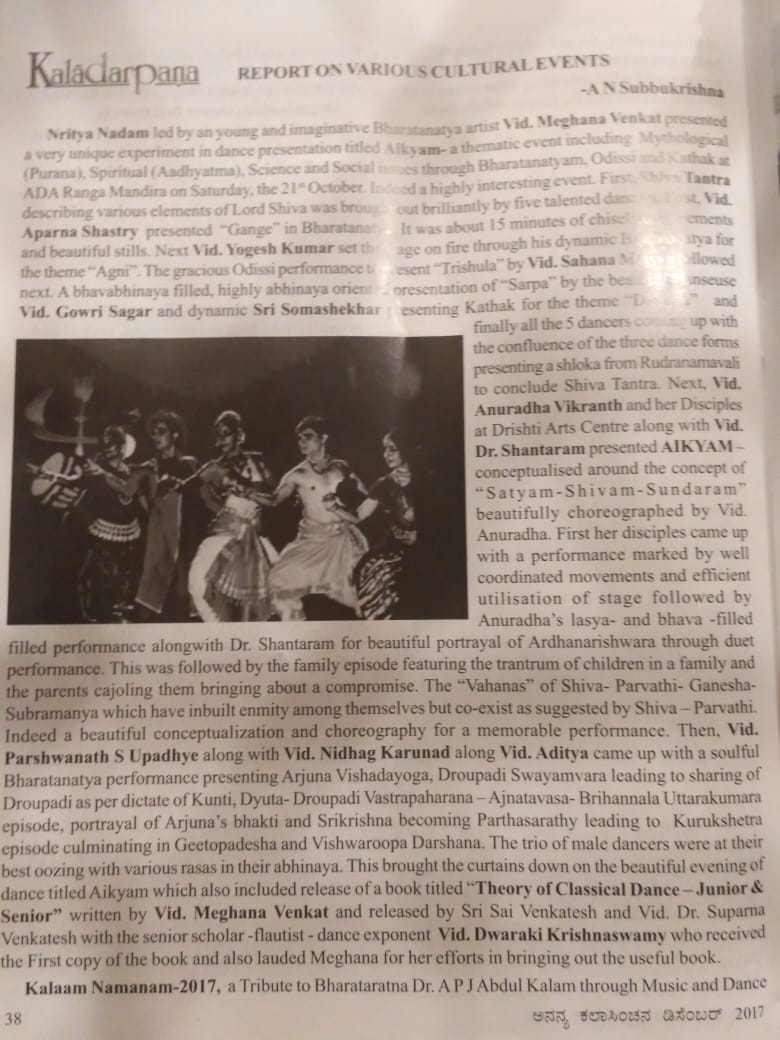 Kalādarpaṇa
REPORT ON VARIOUS CULTURAL EVENTS
-A N Subbukrishna
Nritya Nadam led by an young and imaginative Bharatanatya artist Vid. Meghana Venkat presented
a very unique experiment in dance presentation titled Aikyam- a thematic event including Mythological
(Purana), Spiritual (Aadhyatma), Science and Social issues through Bharatanatyam, Odissi and Kathak at
ADA Ranga Mandira on Saturday, the 21st October. Indeed a highly interesting event. First, Shiva Tantra
describing various elements of Lord Shiva was brought out brilliantly by five talented Vid.
Aparna Shastry presented "Gange" in It was about 15 minutes of
and beautiful stills. Next Vid. Yogesh Kumar set on fire through his dynamic for
the theme "Agni". The gracious Odissi performance "Trishula" by Vid. Sahana followed
next. A bhavabhinaya filled, highly abhinaya presentation of "Sarpa" by the
Vid. Gowri Sagar and dynamic Sri Somashekhar presenting Kathak for the theme and
finally all the 5 dancers coming up with
the confluence of the three dance forms
presenting a shloka from Rudranamavali
to conclude Shiva Tantra. Next, Vid.
Anuradha Vikranth and her Disciples
at Drishti Arts Centre along with Vid.
Dr. Shantaram presented AIKYAM –
conceptualised around the concept of
"Satyam-Shivam-Sundaram"
beautifully choreographed by Vid.
Anuradha. First her disciples came up
with a performance marked by well
coordinated movements and efficient
utilisation of stage followed by
Anuradha's lasya- and bhava -filled
filled performance alongwith Dr. Shantaram for beautiful portrayal of Ardhanarishwara through duet
performance. This was followed by the family episode featuring the trantrum of children in a family and
the parents cajoling them bringing about a compromise. The "Vahanas" of Shiva- Parvathi- Ganesha-
Subramanya which have inbuilt enmity among themselves but co-exist as suggested by Shiva – Parvathi.
Indeed a beautiful conceptualization and choreography for a memorable performance. Then, Vid.
Parshwanath S Upadhye along with Vid. Nidhag Karunad along Vid. Aditya came up with a soulful
Bharatanatya performance presenting Arjuna Vishadayoga, Droupadi Swayamvara leading to sharing of
Droupadi as per dictate of Kunti, Dyuta- Droupadi Vastrapaharana – Ajnatavasa- Brihannala Uttarakumara
episode, portrayal of Arjuna's bhakti and Srikrishna becoming Parthasarathy leading to Kurukshetra
episode culminating in Geetopadesha and Vishwaroopa Darshana. The trio of male dancers were at their
best oozing with various rasas in their abhinaya. This brought the curtains down on the beautiful evening of
dance titled Aikyam which also included release of a book titled "Theory of Classical Dance – Junior &
Senior" written by Vid. Meghana Venkat and released by Sri Sai Venkatesh and Vid. Dr. Suparna
Venkatesh with the senior scholar -flautist - dance exponent Vid. Dwaraki Krishnaswamy who received
the First copy of the book and also lauded Meghana for her efforts in bringing out the useful book.
Kalaam Namanam-2017, a Tribute to Bharataratna Dr. A P J Abdul Kalam through Music and Dance
38 ಅನನ್ಯ ಕಲಾಸಿಂಚನ ಡಿಸೆಂಬರ್ 2017